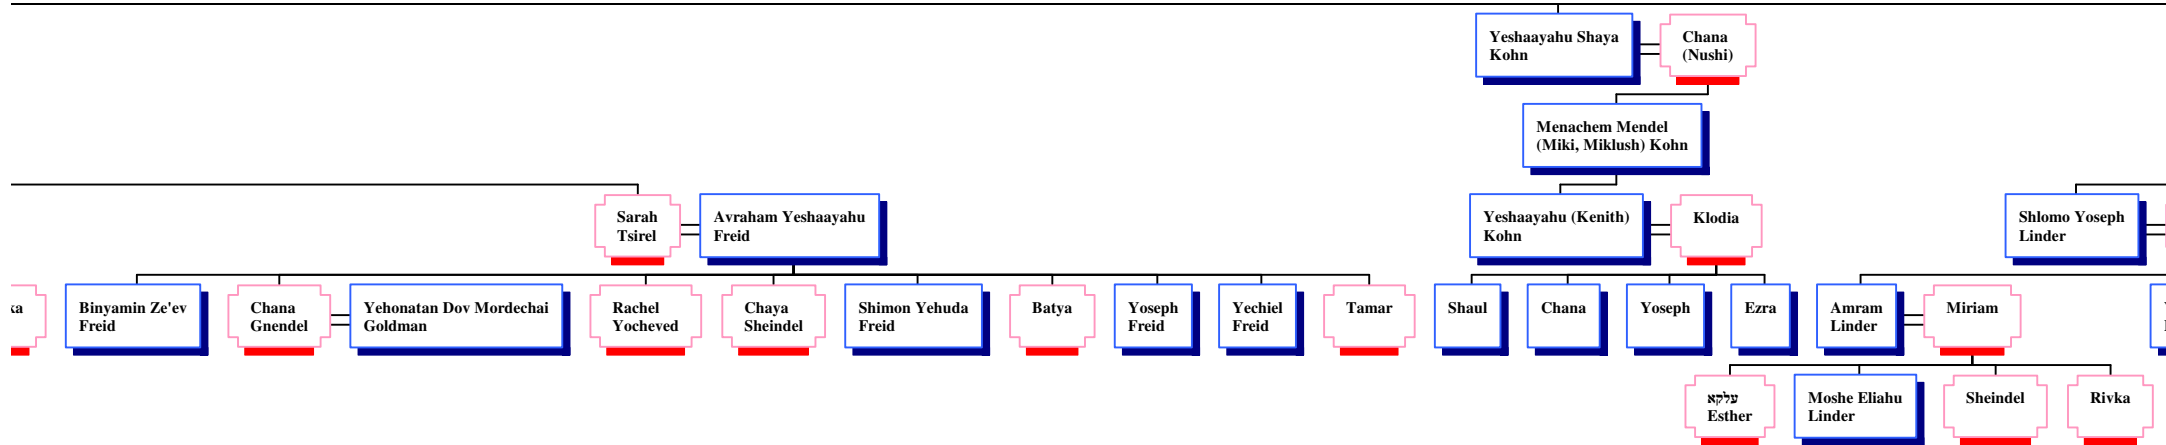 Yeshaayahu Shaya
Kohn
Chana
(Nushi)
Menachem Mendel
(Miki, Miklush) Kohn
Sarah
Tsirel
Avraham Yeshaayahu
Freid
Yeshaayahu (Kenith)
Kohn
Klodia
Shlomo Yoseph
Linder
ka
Binyamin Ze'ev
Freid
Chana
Gnendel
Yehonatan Dov Mordechai
Goldman
Rachel
Yocheved
Chaya
Sheindel
Shimon Yehuda
Freid
Batya
Yoseph
Freid
Yechiel
Freid
Tamar
Shaul
Chana
Yoseph
Ezra
Amram
Linder
Miriam
עלקא
Esther
Moshe Eliahu
Linder
Sheindel
Rivka